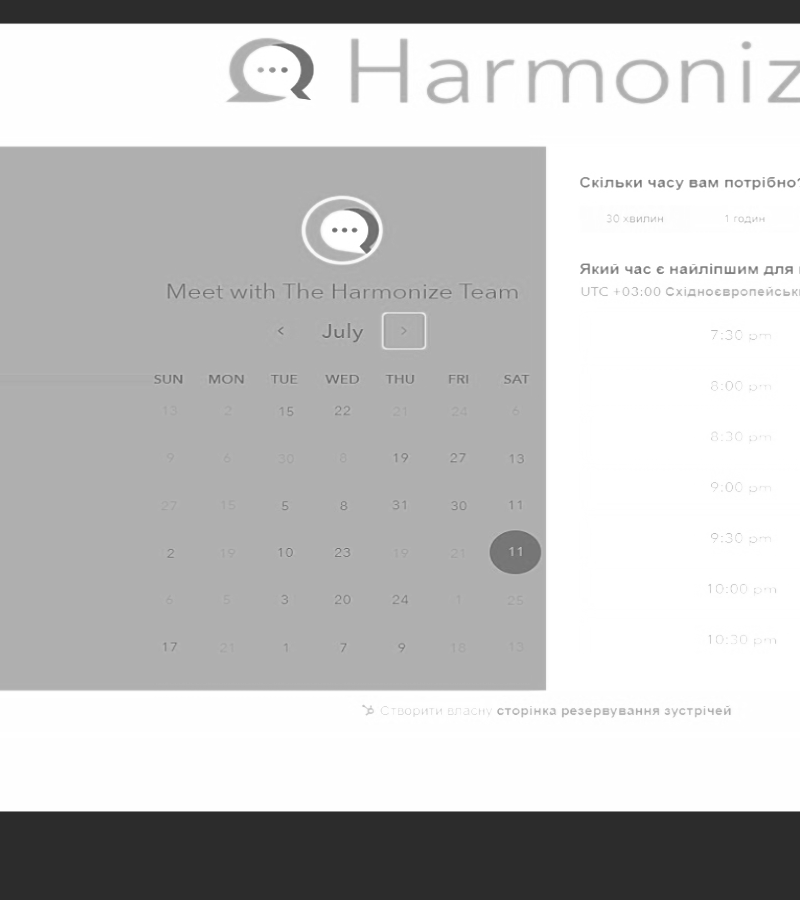 Harmoniz
Meet with The Harmonize Team
< July >
SUN MON TUE WED THU FRI SAT
13 2 15 22 21 24 6
9 6 30 8 19 27 13
27 15 5 8 31 30 11
2 19 10 23 19 21 11
6 5 3 20 24 1 25
17 21 1 7 9 18 13
Скільки часу вам потрібно?
30 хвилин 1 годин
Який час є найліпшим для
UTC +03:00 Східноєвропейськ
7:30 pm
8:00 pm
8:30 pm
9:00 pm
9:30 pm
10:00 pm
10:30 pm
Створити власну сторінка резервування зустрічей